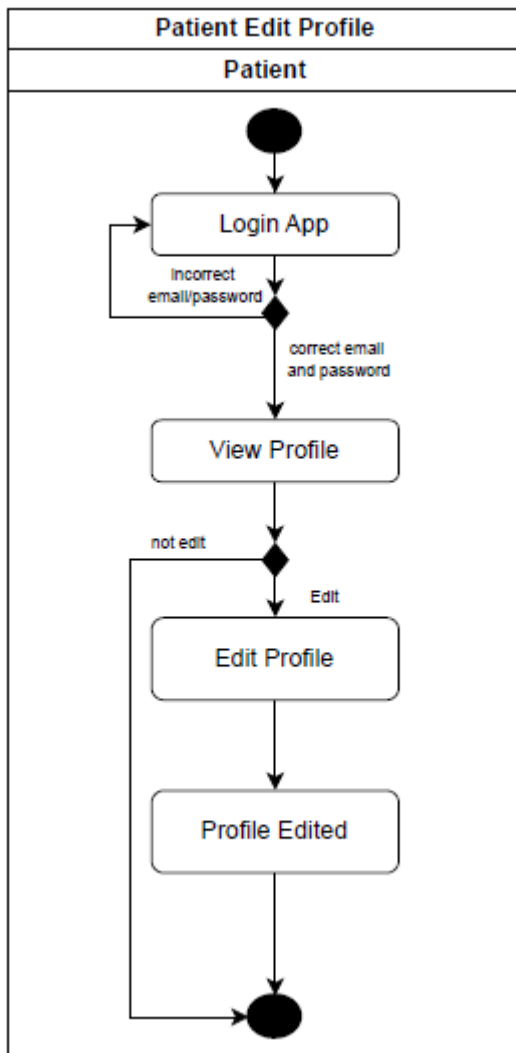 Patient Edit Profile
Patient
Login App
Incorrect
email/password
correct email
and password
View Profile
not edit
Edit
Edit Profile
Profile Edited